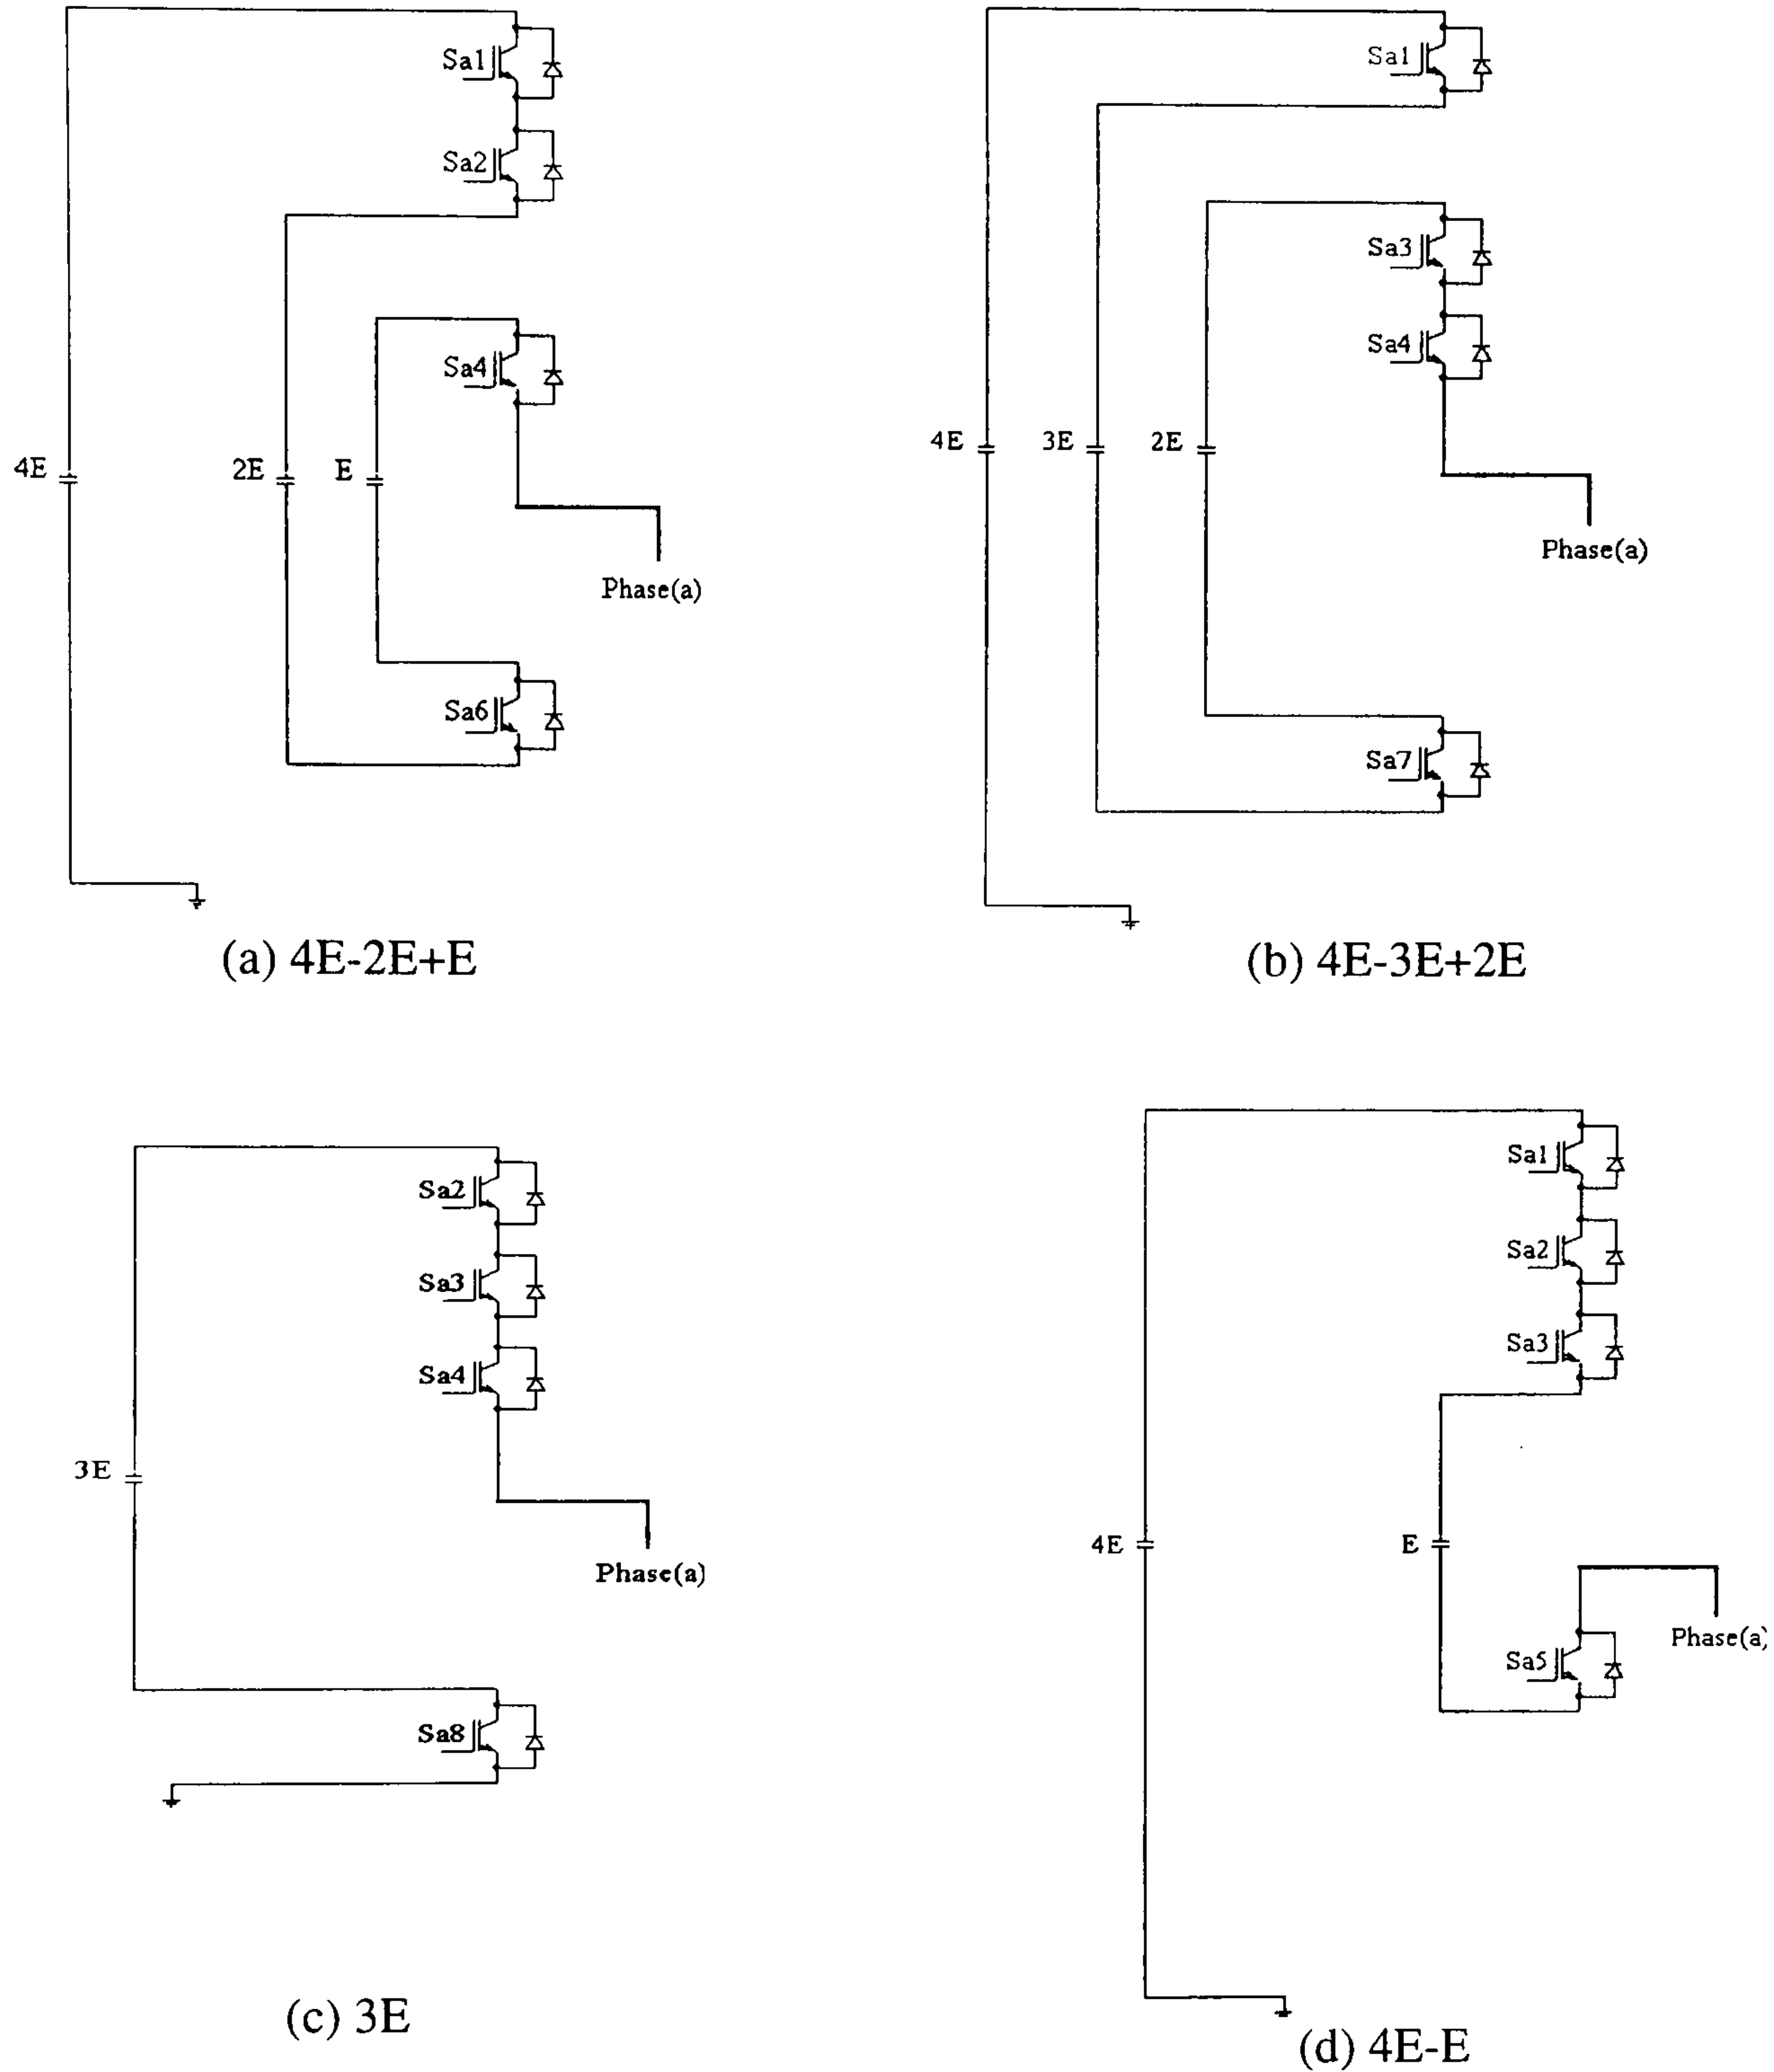 Sa1
Sa2
Sa4
4E
2E
E
Phase(a)
Sa6
(a) 4E-2E+E
Sa1
Sa3
Sa4
4E
3E
2E
Phase(a)
Sa7
(b) 4E-3E+2E
Sa2
Sa3
Sa4
3E
Phase(a)
Sa8
(c) 3E
Sa1
Sa2
Sa3
4E
E
Phase(a)
Sa5
(d) 4E-E